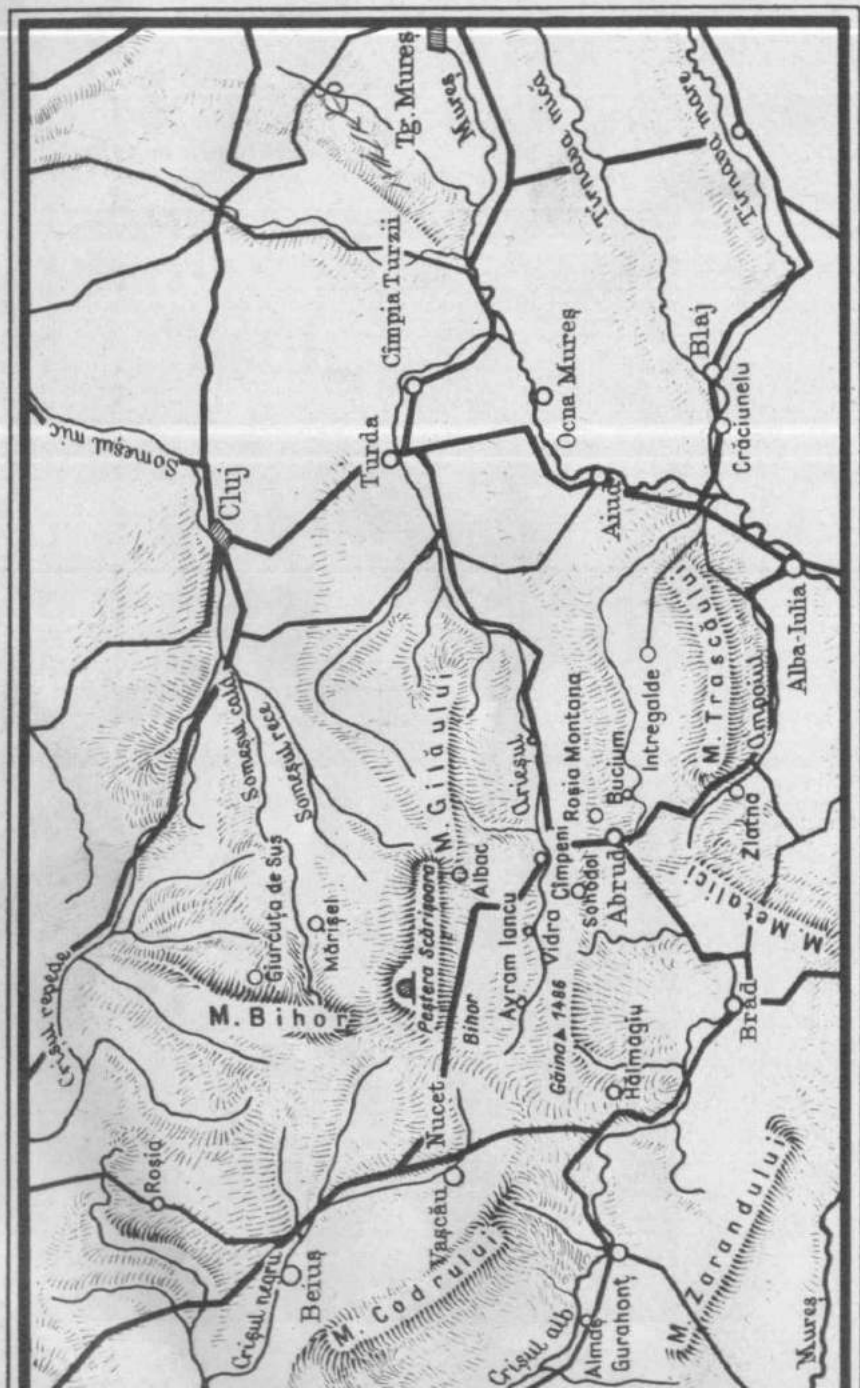 Roșia
Crișul repede
Someșul mic
Crișul negru
Beiuș
Giurcuța de Sus
M. Bihor
Mărișel
Someșul cald
Someșul rece
Cluj
Vașcău
Nucet
M. Codrului
Peștera Scărișoara
Bihor
Albac
M. Gilăului
Turda
Cîmpia Turzii
Tg. Mureș
Mureș
Crișul alb
Avram Iancu
Vidra
Cîmpeni
Arieșul
Găina ▲ 1486
Sohodol
Roșia Montana
Ocna Mureș
Almaș
Gurahonț
Hălmagiu
Abrud
Bucium
Intregalde
Aiud
Tîrnava mică
M. Zarandului
Brad
M. Metalici
Zlatna
M. Trascăului
Ompoiul
Crăciunelu
Blaj
Tîrnava mare
Alba-Iulia
Mureș